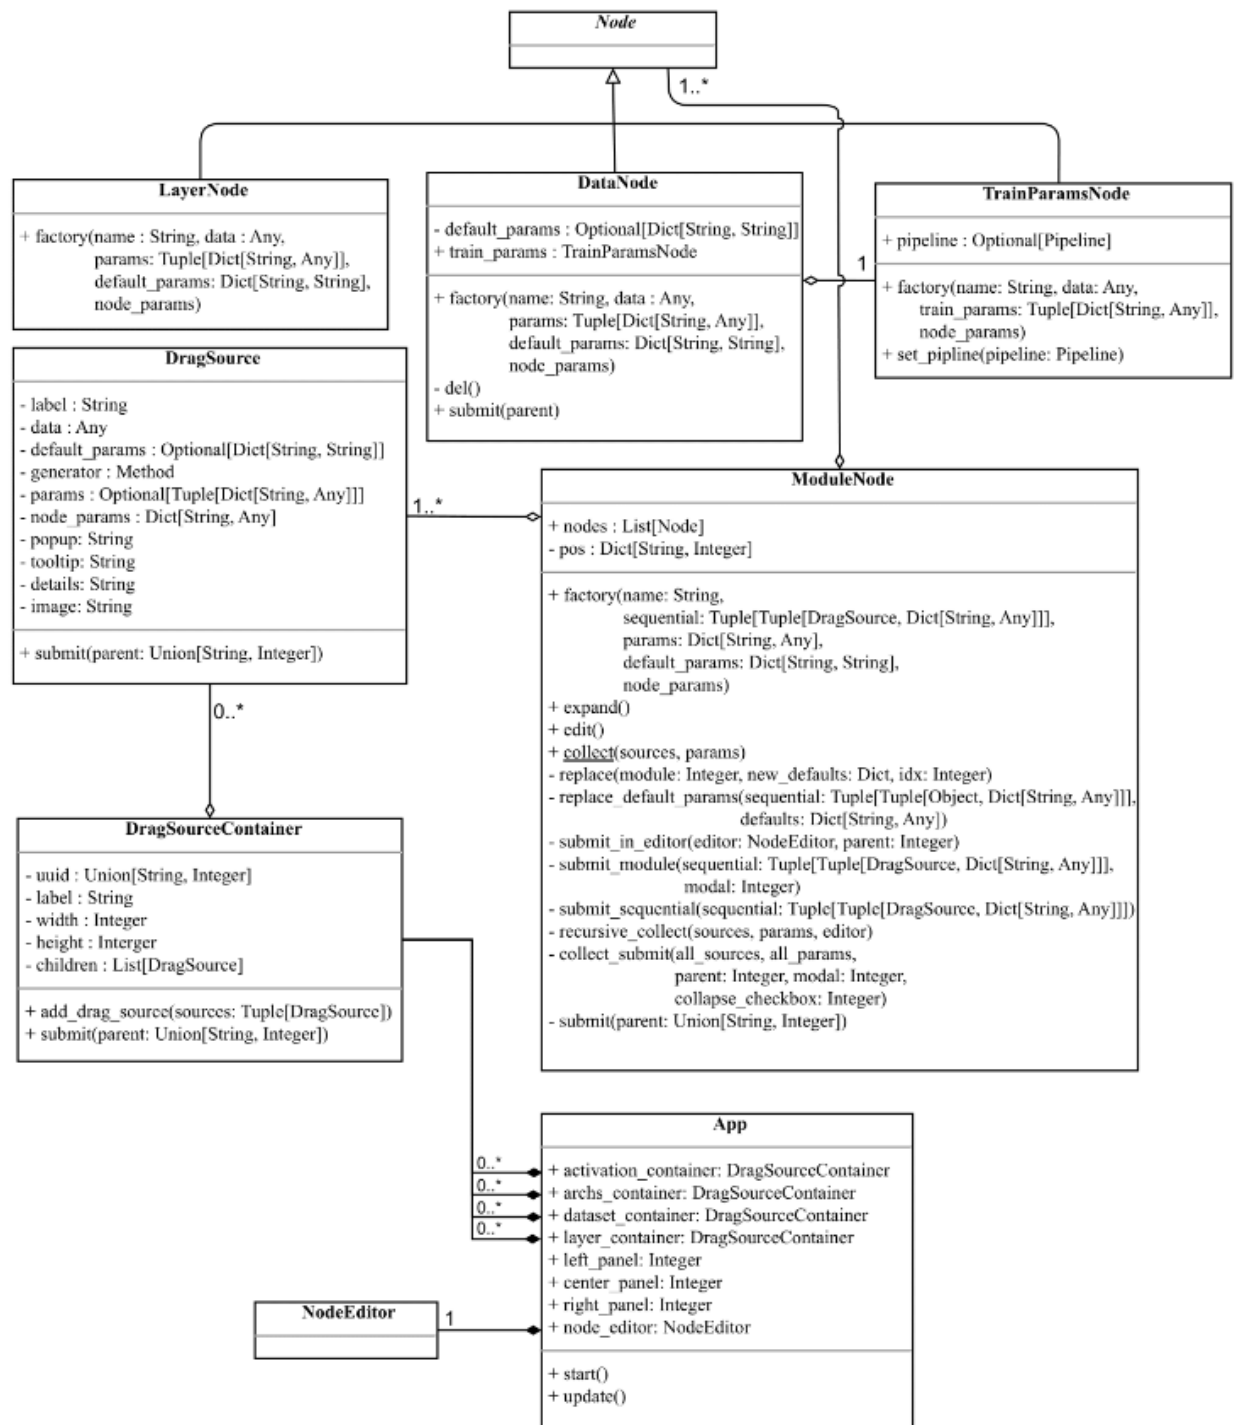 Node
1..*
LayerNode
+ factory(name : String, data : Any,
params: Tuple[Dict[String, Any]],
default_params: Dict[String, String],
node_params)
DataNode
- default_params : Optional[Dict[String, String]]
+ train_params : TrainParamsNode
+ factory(name: String, data : Any,
params: Tuple[Dict[String, Any]],
default_params: Dict[String, String],
node_params)
- del()
+ submit(parent)
1
TrainParamsNode
+ pipeline : Optional[Pipeline]
+ factory(name: String, data: Any,
train_params: Tuple[Dict[String, Any]],
node_params)
+ set_pipline(pipeline: Pipeline)
DragSource
- label : String
- data : Any
- default_params : Optional[Dict[String, String]]
- generator : Method
- params : Optional[Tuple[Dict[String, Any]]]
- node_params : Dict[String, Any]
- popup: String
- tooltip: String
- details: String
- image: String
+ submit(parent: Union[String, Integer])
1..*
0..*
ModuleNode
+ nodes : List[Node]
- pos : Dict[String, Integer]
+ factory(name: String,
sequential: Tuple[Tuple[DragSource, Dict[String, Any]]],
params: Dict[String, Any],
default_params: Dict[String, String],
node_params)
+ expand()
+ edit()
+ collect(sources, params)
- replace(module: Integer, new_defaults: Dict, idx: Integer)
- replace_default_params(sequential: Tuple[Tuple[Object, Dict[String, Any]]],
defaults: Dict[String, Any])
- submit_in_editor(editor: NodeEditor, parent: Integer)
- submit_module(sequential: Tuple[Tuple[DragSource, Dict[String, Any]]],
modal: Integer)
- submit_sequential(sequential: Tuple[Tuple[DragSource, Dict[String, Any]]])
- recursive_collect(sources, params, editor)
- collect_submit(all_sources, all_params,
parent: Integer, modal: Integer,
collapse_checkbox: Integer)
- submit(parent: Union[String, Integer])
DragSourceContainer
- uuid : Union[String, Integer]
- label : String
- width : Integer
- height : Interger
- children : List[DragSource]
+ add_drag_source(sources: Tuple[DragSource])
+ submit(parent: Union[String, Integer])
App
0..*
+ activation_container: DragSourceContainer
0..*
+ archs_container: DragSourceContainer
0..*
+ dataset_container: DragSourceContainer
0..*
+ layer_container: DragSourceContainer
+ left_panel: Integer
+ center_panel: Integer
+ right_panel: Integer
+ node_editor: NodeEditor
+ start()
+ update()
NodeEditor
1